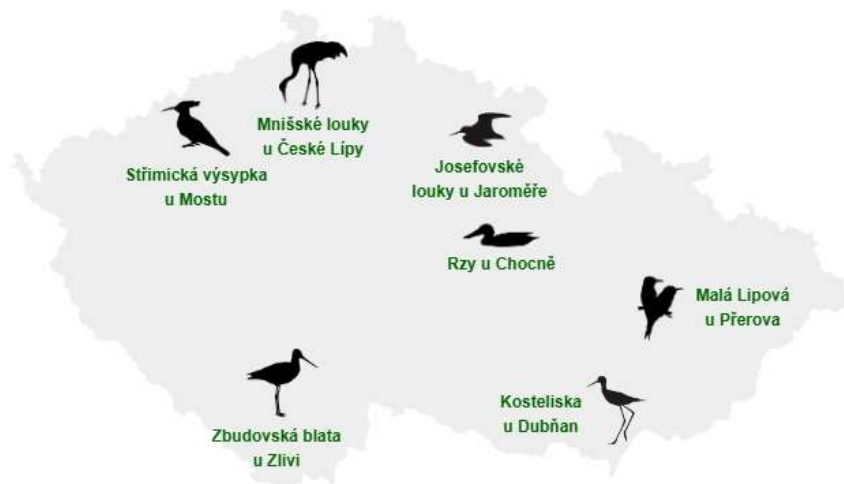 Mnišské louky
u České Lípy
Střimická výsypka
u Mostu
Josefovské
louky u Jaroměře
Rzy u Chocně
Malá Lipová
u Přerova
Kosteliska
u Dubňan
Zbudovská blata
u Zlivi